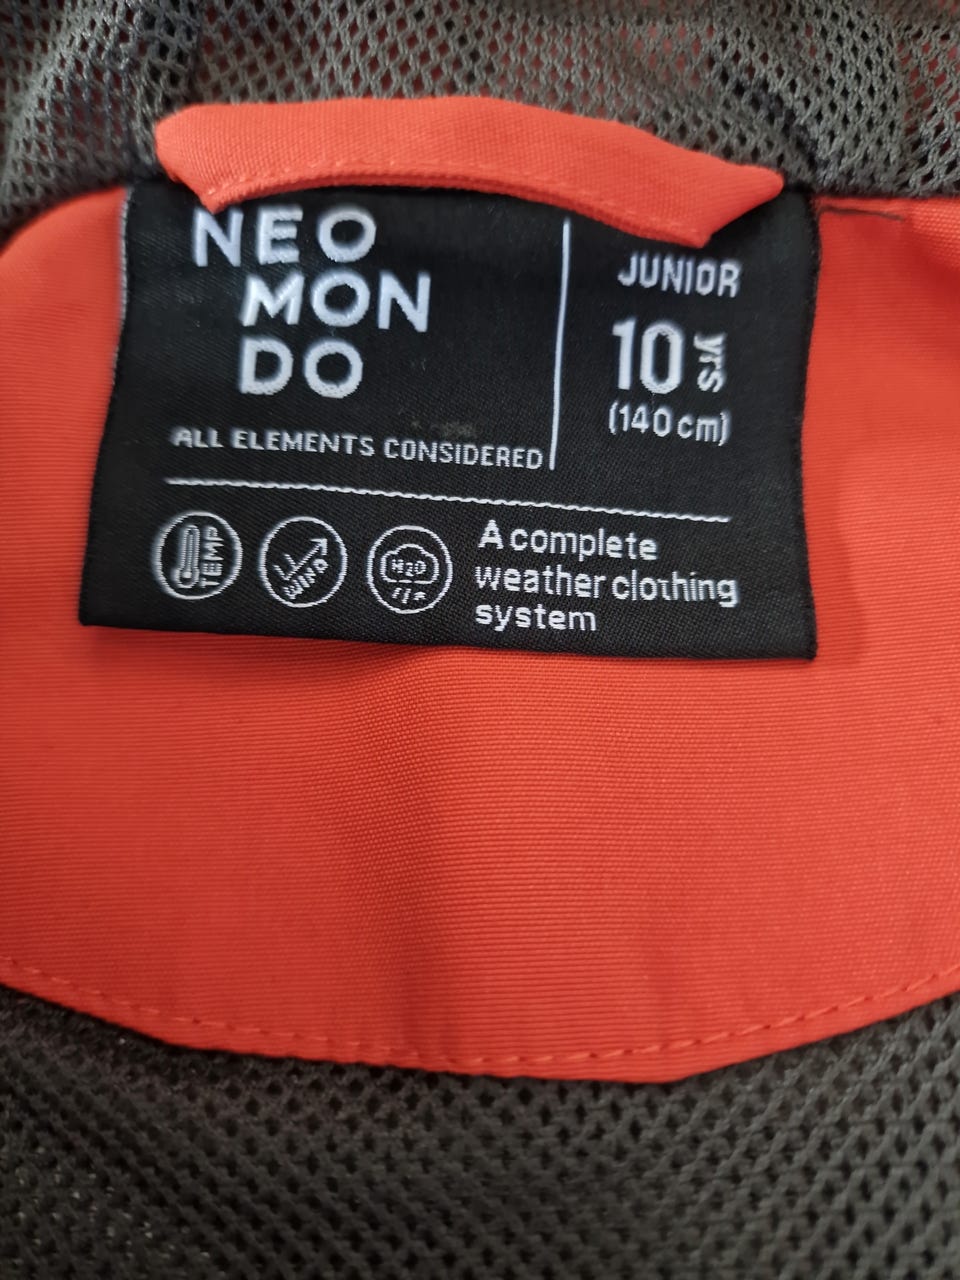 NEO
MON
DO
ALL ELEMENTS CONSIDERED
JUNIOR
10 yrs
(140 cm)
TEMP
WIND
H2O
A complete
weather clothing
system